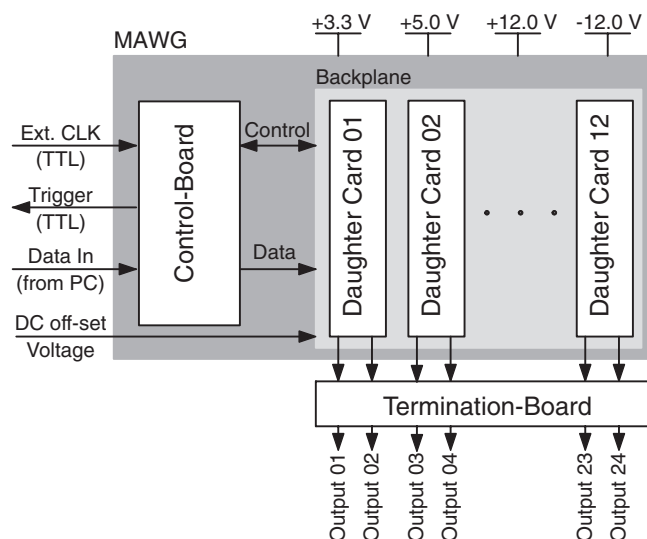 +3.3 V
+5.0 V
+12.0 V
-12.0 V
MAWG
Backplane
Ext. CLK
(TTL)
Trigger
(TTL)
Data In
(from PC)
DC off-set
Voltage
Control-Board
Control
Data
Daughter Card 01
Daughter Card 02
Daughter Card 12
Termination-Board
Output 01
Output 02
Output 03
Output 04
Output 23
Output 24